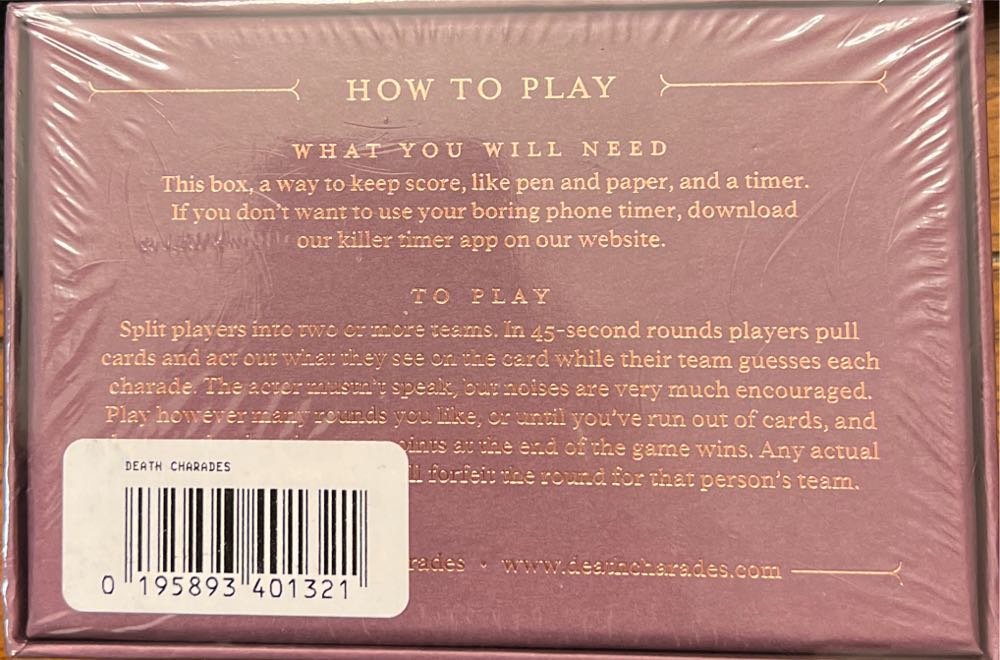 HOW TO PLAY
WHAT YOU WILL NEED
This box, a way to keep score, like pen and paper, and a timer.
If you don't want to use your boring phone timer, download
our killer timer app on our website.
TO PLAY
Split players into two or more teams. In 45-second rounds players pull
cards and act out what they see on the card while their team guesses each
charade. The actor mustn't speak, but noises are very much encouraged.
Play however many rounds you like, or until you've run out of cards, and
at the end of the game wins. Any actual
forfeit the round for that person's team.
www.deathcharades.com
DEATH CHARADES
0 195893 401321